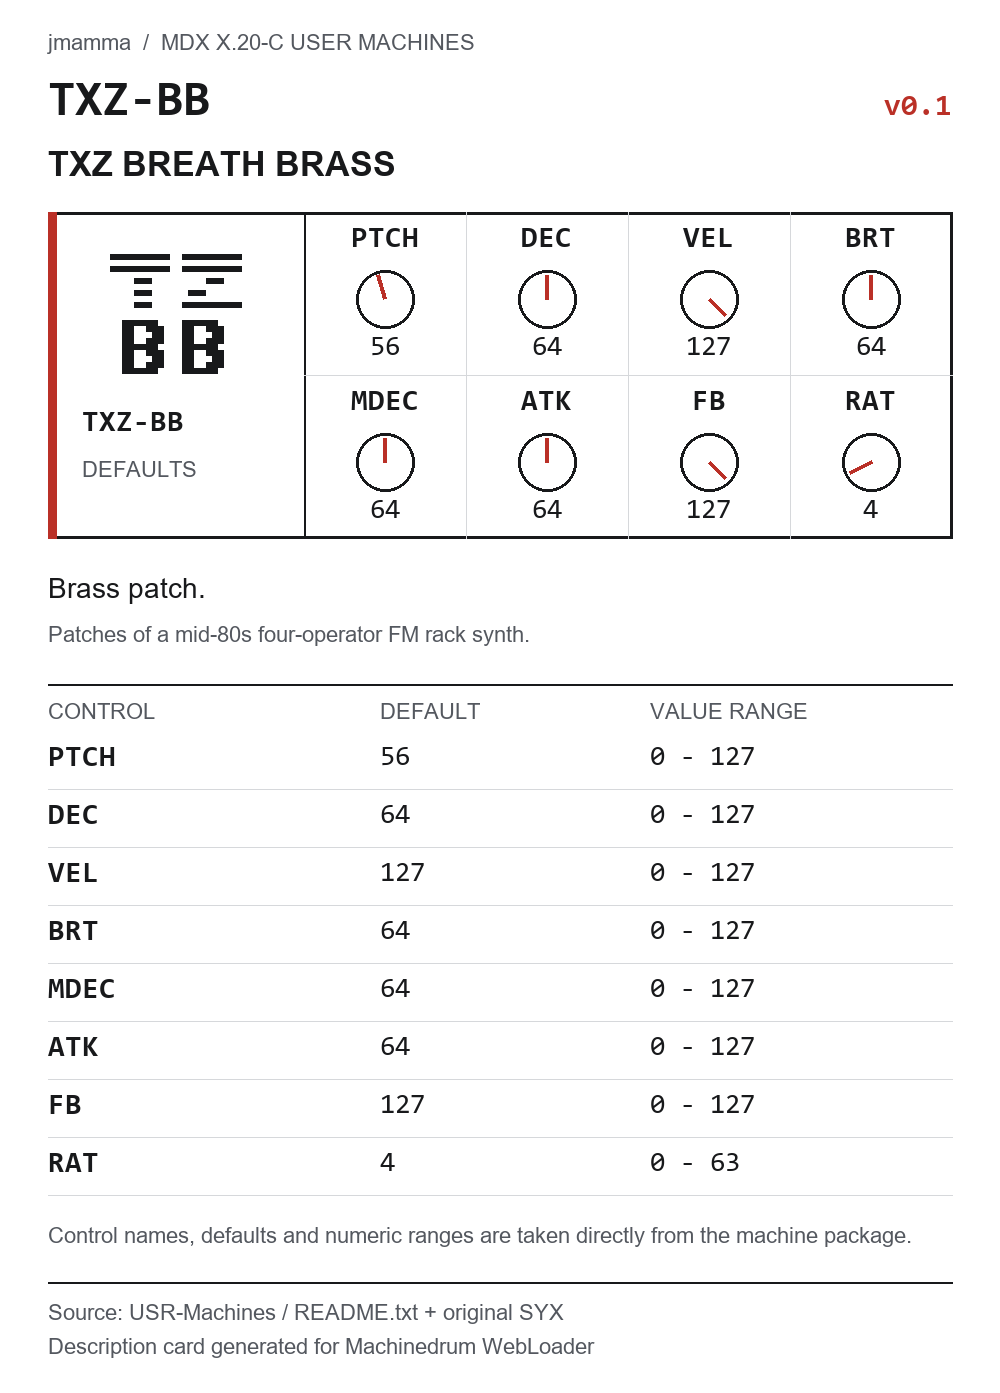 jmamma / MDX X.20-C USER MACHINES
TXZ-BB
v0.1
TXZ BREATH BRASS
TZ
BB
TXZ-BB
DEFAULTS
PTCH DEC VEL BRT
56 64 127 64
MDEC ATK FB RAT
64 64 127 4
Brass patch.
Patches of a mid-80s four-operator FM rack synth.
CONTROL DEFAULT VALUE RANGE
PTCH 56 0 - 127
DEC 64 0 - 127
VEL 127 0 - 127
BRT 64 0 - 127
MDEC 64 0 - 127
ATK 64 0 - 127
FB 127 0 - 127
RAT 4 0 - 63
Control names, defaults and numeric ranges are taken directly from the machine package.
Source: USR-Machines / README.txt + original SYX
Description card generated for Machinedrum WebLoader